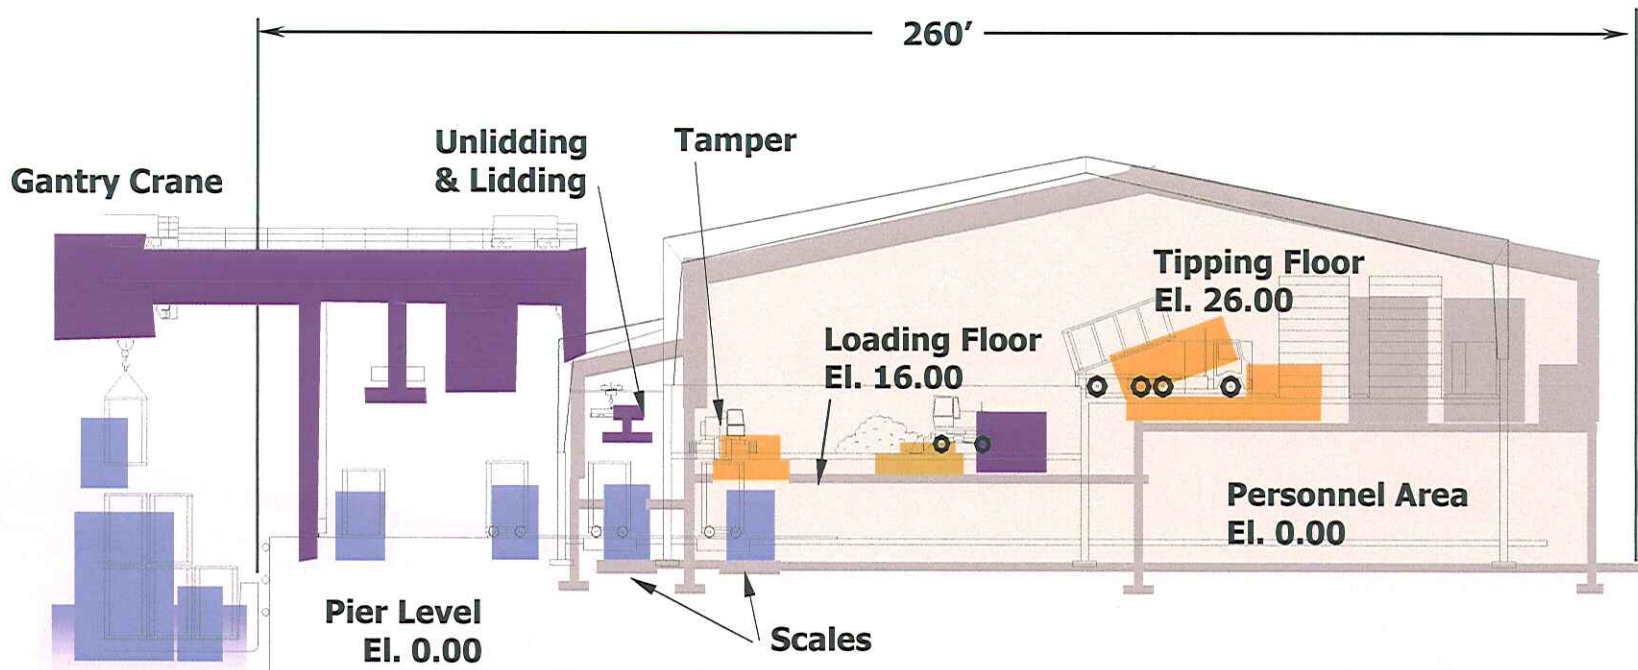 260’
Unlidding
& Lidding
Tamper
Gantry Crane
Tipping Floor
El. 26.00
Loading Floor
El. 16.00
Personnel Area
El. 0.00
Pier Level
El. 0.00
Scales